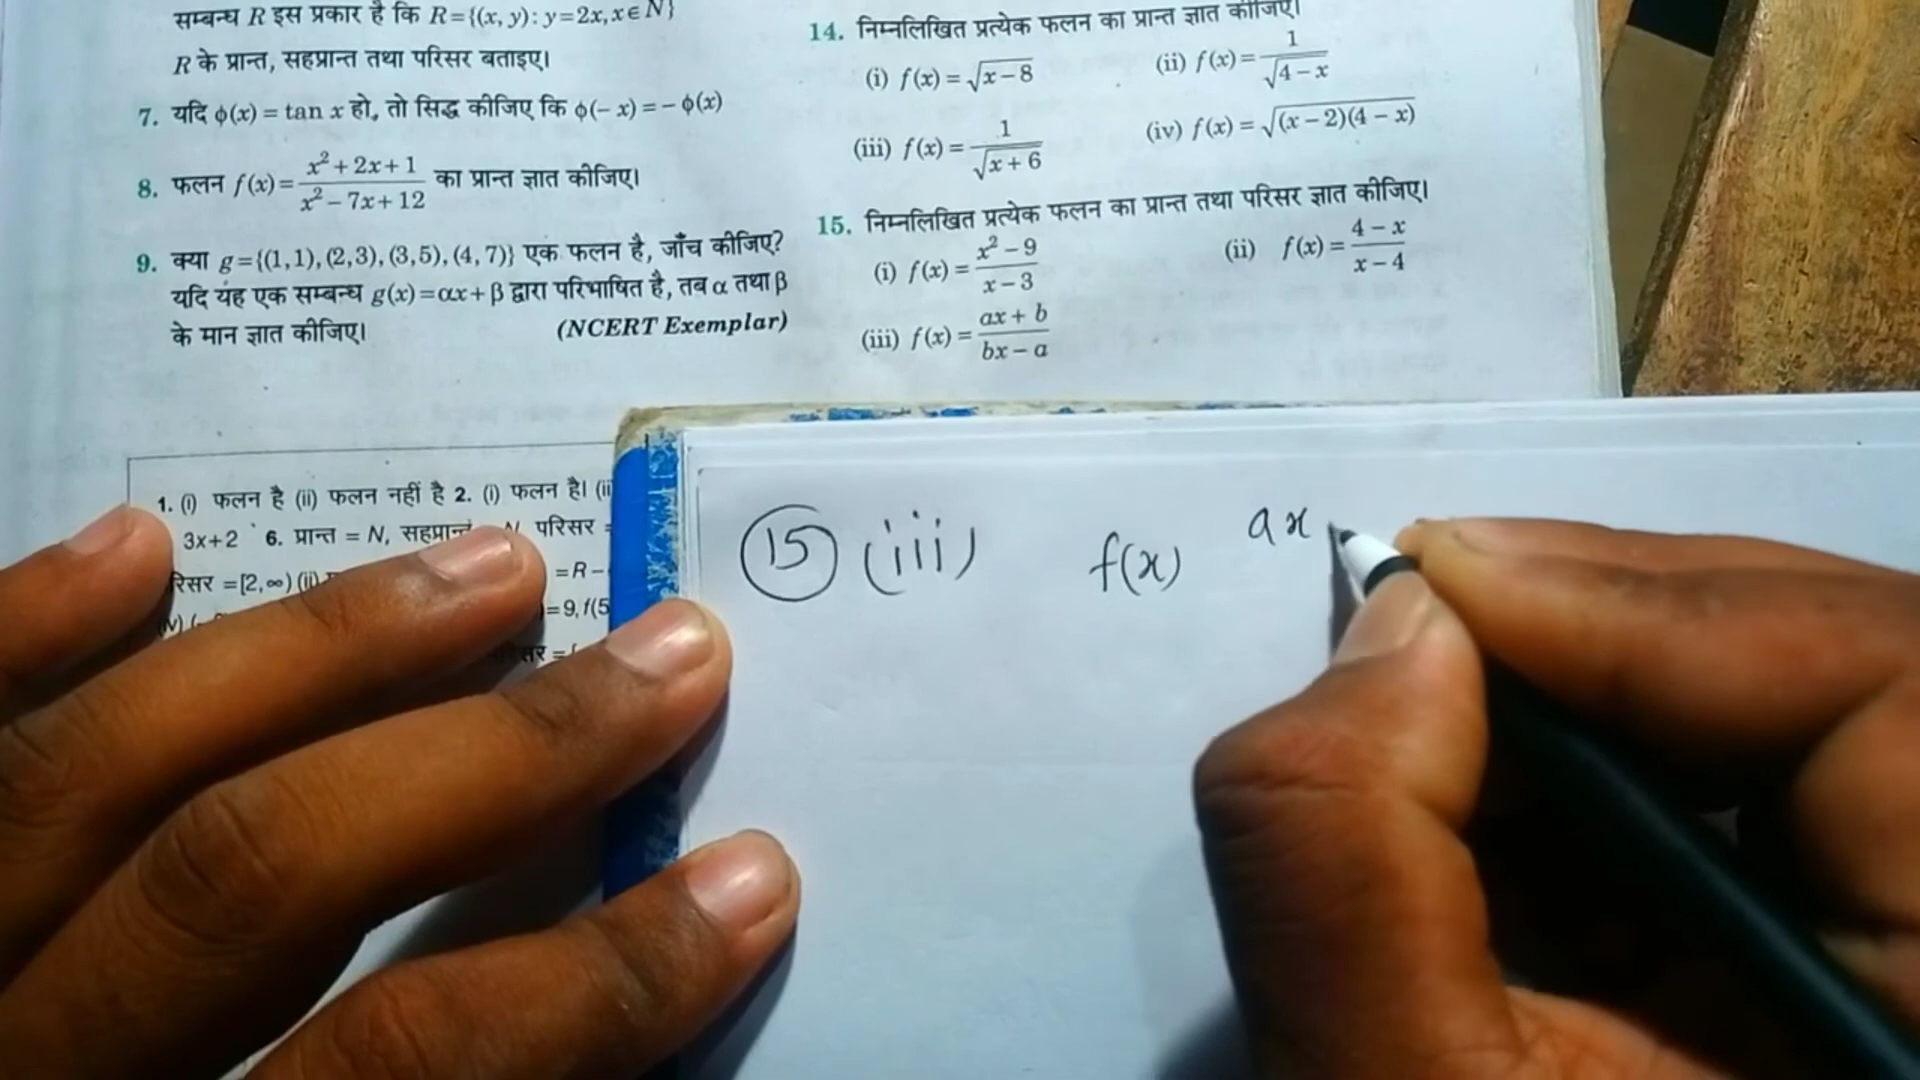 सम्बन्ध R इस प्रकार है कि R={(x, y): y=2x, x∈N}
R के प्रान्त, सहप्रान्त तथा परिसर बताइए।
7. यदि ϕ(x) = tan x हो, तो सिद्ध कीजिए कि ϕ(− x) = − ϕ(x)
8. फलन f(x) = (x² + 2x + 1)/(x² − 7x + 12) का प्रान्त ज्ञात कीजिए।
9. क्या g={(1, 1), (2, 3), (3, 5), (4, 7)} एक फलन है, जाँच कीजिए?
यदि यह एक सम्बन्ध g(x) = αx + β द्वारा परिभाषित है, तब α तथा β
के मान ज्ञात कीजिए। (NCERT Exemplar)
14. निम्नलिखित प्रत्येक फलन का प्रान्त ज्ञात कीजिए।
(i) f(x) = √(x − 8) (ii) f(x) = 1/√(4 − x)
(iii) f(x) = 1/√(x + 6) (iv) f(x) = √((x − 2)(4 − x))
15. निम्नलिखित प्रत्येक फलन का प्रान्त तथा परिसर ज्ञात कीजिए।
(i) f(x) = (x² − 9)/(x − 3) (ii) f(x) = (4 − x)/(x − 4)
(iii) f(x) = (ax + b)/(bx − a)
1. (i) फलन है (ii) फलन नहीं है 2. (i) फलन है। (ii
3x+2 6. प्रान्त = N, परिसर =
=[2,∞) (ii) =R−
=9, f(5
15 (iii) f(x) ax